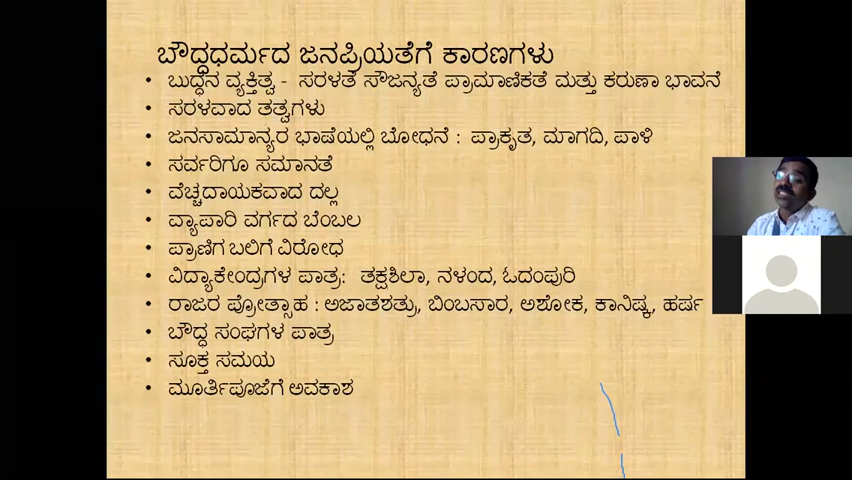 ಬೌದ್ಧಧರ್ಮದ ಜನಪ್ರಿಯತೆಗೆ ಕಾರಣಗಳು
• ಬುದ್ಧನ ವ್ಯಕ್ತಿತ್ವ - ಸರಳತೆ ಸೌಜನ್ಯತೆ ಪ್ರಾಮಾಣಿಕತೆ ಮತ್ತು ಕರುಣಾ ಭಾವನೆ
• ಸರಳವಾದ ತತ್ವಗಳು
• ಜನಸಾಮಾನ್ಯರ ಭಾಷೆಯಲ್ಲಿ ಬೋಧನೆ : ಪ್ರಾಕೃತ, ಮಾಗದಿ, ಪಾಳಿ
• ಸರ್ವರಿಗೂ ಸಮಾನತೆ
• ವೆಚ್ಚದಾಯಕವಾದ ದಲ್ಲ
• ವ್ಯಾಪಾರಿ ವರ್ಗದ ಬೆಂಬಲ
• ಪ್ರಾಣಿಗ ಬಲಿಗೆ ವಿರೋಧ
• ವಿದ್ಯಾಕೇಂದ್ರಗಳ ಪಾತ್ರ: ತಕ್ಷಶಿಲಾ, ನಳಂದ, ಓದಂಪುರಿ
• ರಾಜರ ಪ್ರೋತ್ಸಾಹ : ಅಜಾತಶತ್ರು, ಬಿಂಬಸಾರ, ಅಶೋಕ, ಕಾನಿಷ್ಕ, ಹರ್ಷ
• ಬೌದ್ಧ ಸಂಘಗಳ ಪಾತ್ರ
• ಸೂಕ್ತ ಸಮಯ
• ಮೂರ್ತಿಪೂಜೆಗೆ ಅವಕಾಶ